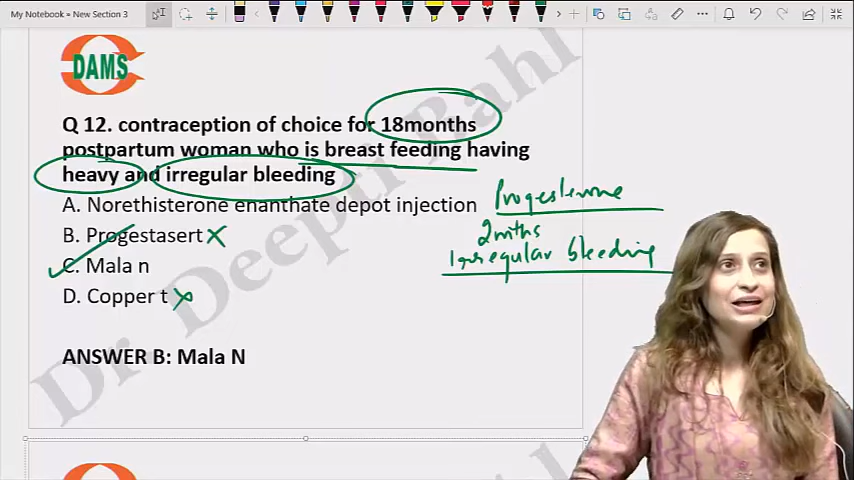 My Notebook » New Section 3
DAMS
Q 12. contraception of choice for 18months
postpartum woman who is breast feeding having
heavy and irregular bleeding
A. Norethisterone enanthate depot injection
Progesterone
B. Progestasert
2mths
Irregular bleeding
C. Mala n
D. Copper t
ANSWER B: Mala N
Dr. Deepti Bahl